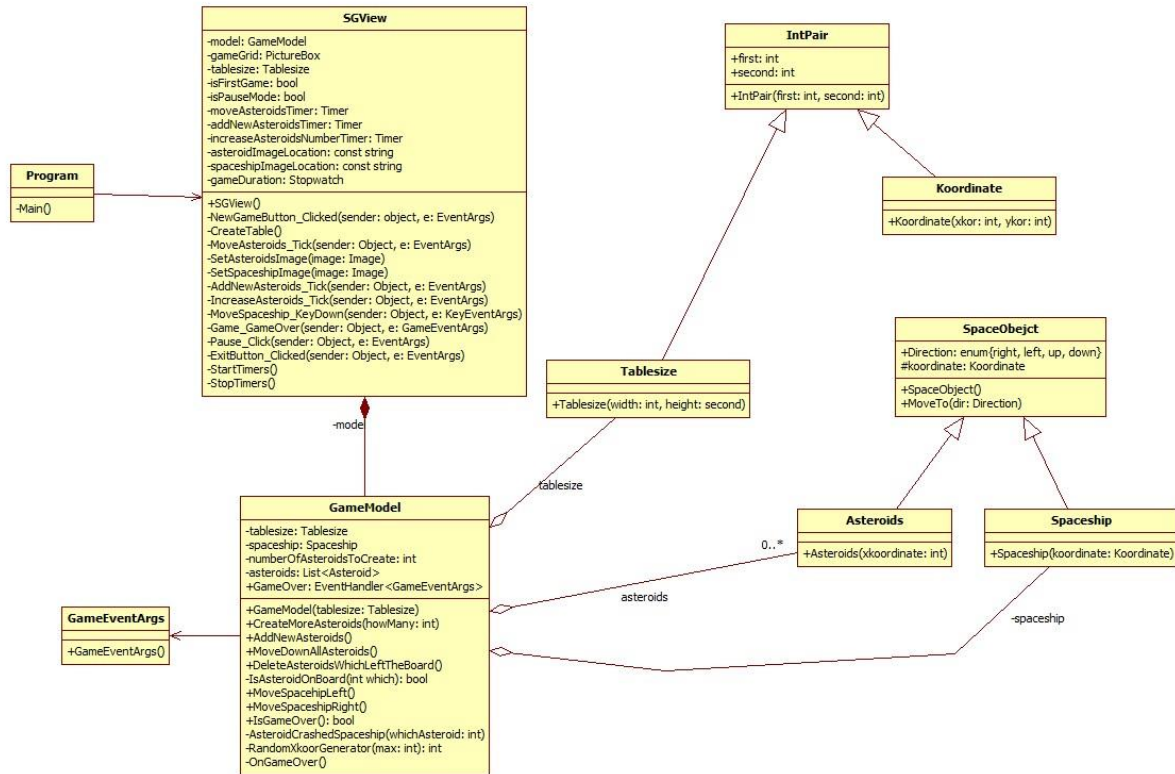 SGView
-model: GameModel
-gameGrid: PictureBox
-tablesize: Tablesize
-isFirstGame: bool
-isPauseMode: bool
-moveAsteroidsTimer: Timer
-addNewAsteroidsTimer: Timer
-increaseAsteroidsNumberTimer: Timer
-asteroidImageLocation: const string
-spaceshipImageLocation: const string
-gameDuration: Stopwatch
+SGView()
-NewGameButton_Clicked(sender: object, e: EventArgs)
-CreateTable()
-MoveAsteroids_Tick(sender: Object, e: EventArgs)
-SetAsteroidsImage(image: Image)
-SetSpaceshipImage(image: Image)
-AddNewAsteroids_Tick(sender: Object, e: EventArgs)
-IncreaseAsteroids_Tick(sender: Object, e: EventArgs)
-MoveSpaceship_KeyDown(sender: Object, e: KeyEventArgs)
-Game_GameOver(sender: Object, e: GameEventArgs)
-Pause_Click(sender: Object, e: EventArgs)
-ExitButton_Clicked(sender: Object, e: EventArgs)
-StartTimers()
-StopTimers()
Program
-Main()
IntPair
+first: int
+second: int
+IntPair(first: int, second: int)
Koordinate
+Koordinate(xkor: int, ykor: int)
Tablesize
+Tablesize(width: int, height: second)
SpaceObejct
+Direction: enum{right, left, up, down}
#koordinate: Koordinate
+SpaceObject()
+MoveTo(dir: Direction)
-model
tablesize
GameModel
-tablesize: Tablesize
-spaceship: Spaceship
-numberOfAsteroidsToCreate: int
-asteroids: List<Asteroid>
+GameOver: EventHandler<GameEventArgs>
+GameModel(tablesize: Tablesize)
+CreateMoreAsteroids(howMany: int)
+AddNewAsteroids()
+MoveDownAllAsteroids()
+DeleteAsteroidsWhichLeftTheBoard()
-IsAsteroidOnBoard(int which): bool
+MoveSpacehipLeft()
+MoveSpaceshipRight()
+IsGameOver(): bool
-AsteroidCrashedSpaceship(whichAsteroid: int)
-RandomXkoorGenerator(max: int): int
-OnGameOver()
GameEventArgs
+GameEventArgs()
Asteroids
+Asteroids(xkoordinate: int)
Spaceship
+Spaceship(koordinate: Koordinate)
0..*
asteroids
-spaceship